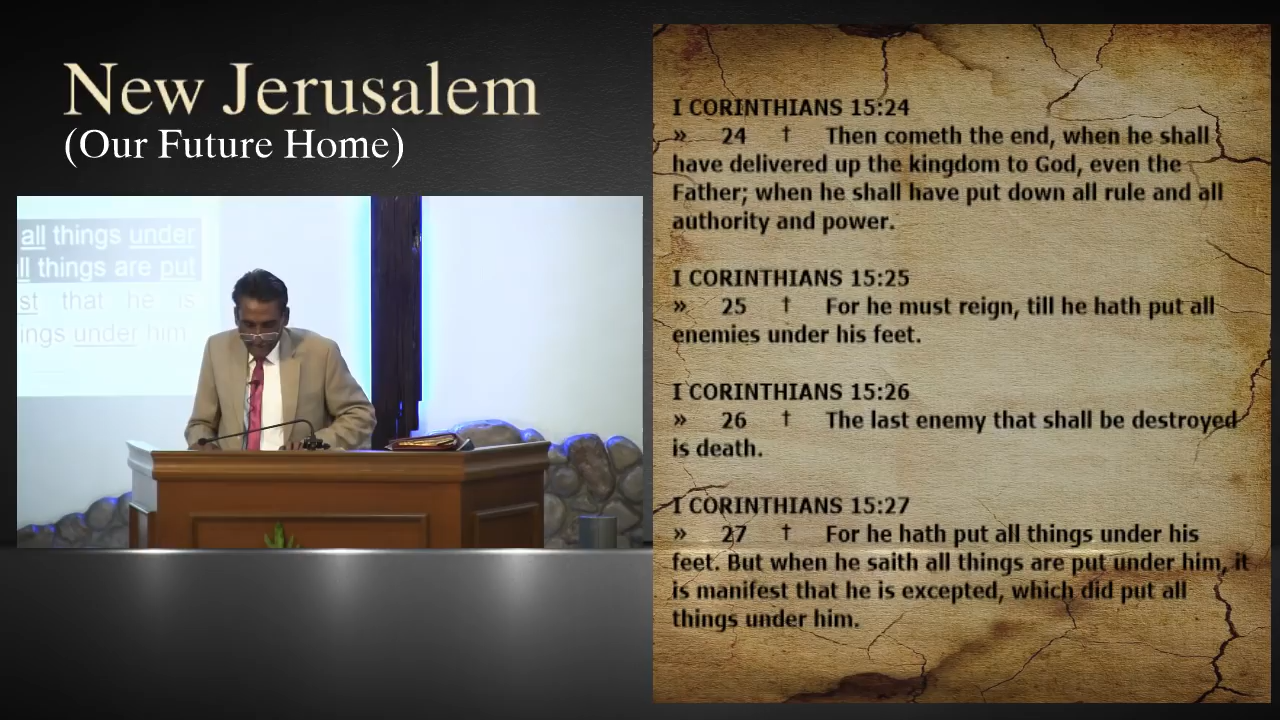 New Jerusalem
(Our Future Home)
all things under
ll things are put
st that he is
ings under him.
I CORINTHIANS 15:24
» 24 † Then cometh the end, when he shall
have delivered up the kingdom to God, even the
Father; when he shall have put down all rule and all
authority and power.
I CORINTHIANS 15:25
» 25 † For he must reign, till he hath put all
enemies under his feet.
I CORINTHIANS 15:26
» 26 † The last enemy that shall be destroyed
is death.
I CORINTHIANS 15:27
» 27 † For he hath put all things under his
feet. But when he saith all things are put under him, it
is manifest that he is excepted, which did put all
things under him.